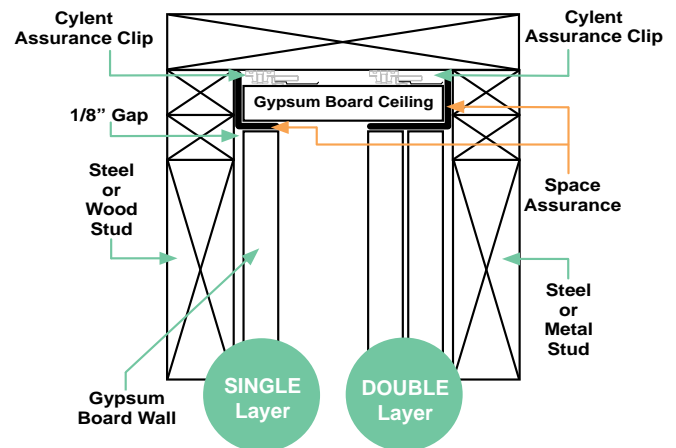 Cylent
Assurance Clip
Cylent
Assurance Clip
Gypsum Board Ceiling
1/8” Gap
Steel
or
Wood
Stud
Space
Assurance
Steel
or
Metal
Stud
Gypsum
Board Wall
SINGLE
Layer
DOUBLE
Layer